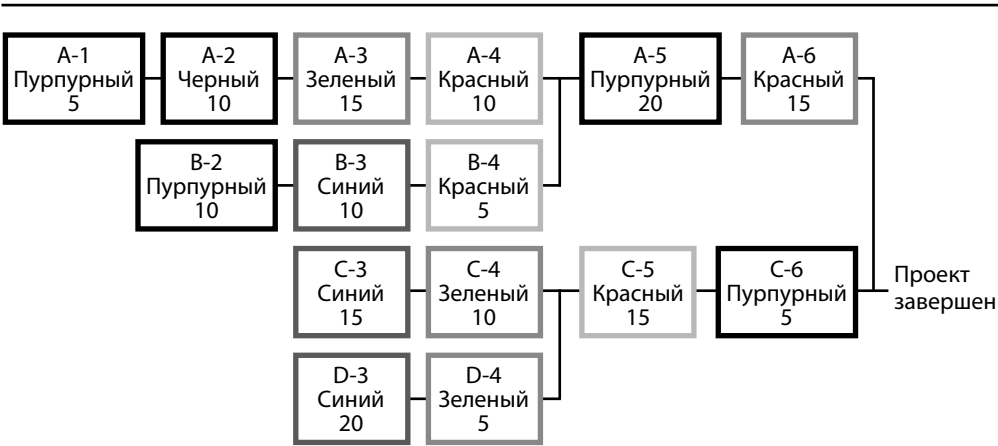 A-1
Пурпурный
5
A-2
Черный
10
A-3
Зеленый
15
A-4
Красный
10
A-5
Пурпурный
20
A-6
Красный
15
B-2
Пурпурный
10
B-3
Синий
10
B-4
Красный
5
C-3
Синий
15
C-4
Зеленый
10
C-5
Красный
15
C-6
Пурпурный
5
Проект
завершен
D-3
Синий
20
D-4
Зеленый
5